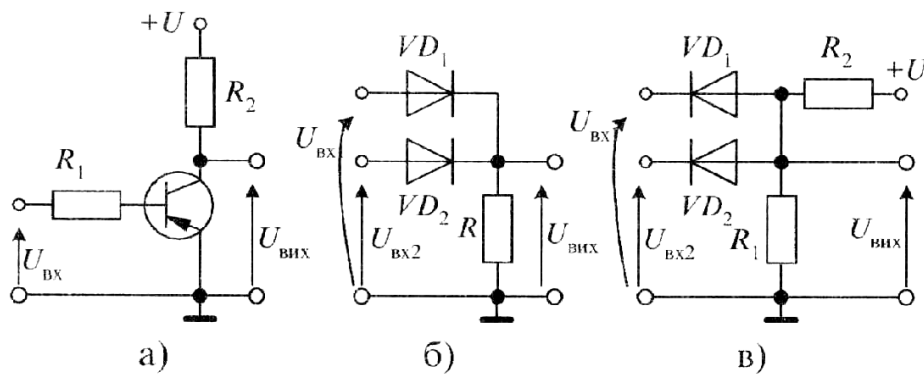 +U
R₂
R₁
Uвх
Uвих
а)
VD₁
Uвх
VD₂
Uвх2
R
Uвих
б)
VD₁
R₂
+U
Uвх
VD₂
Uвх2
R₁
Uвих
в)